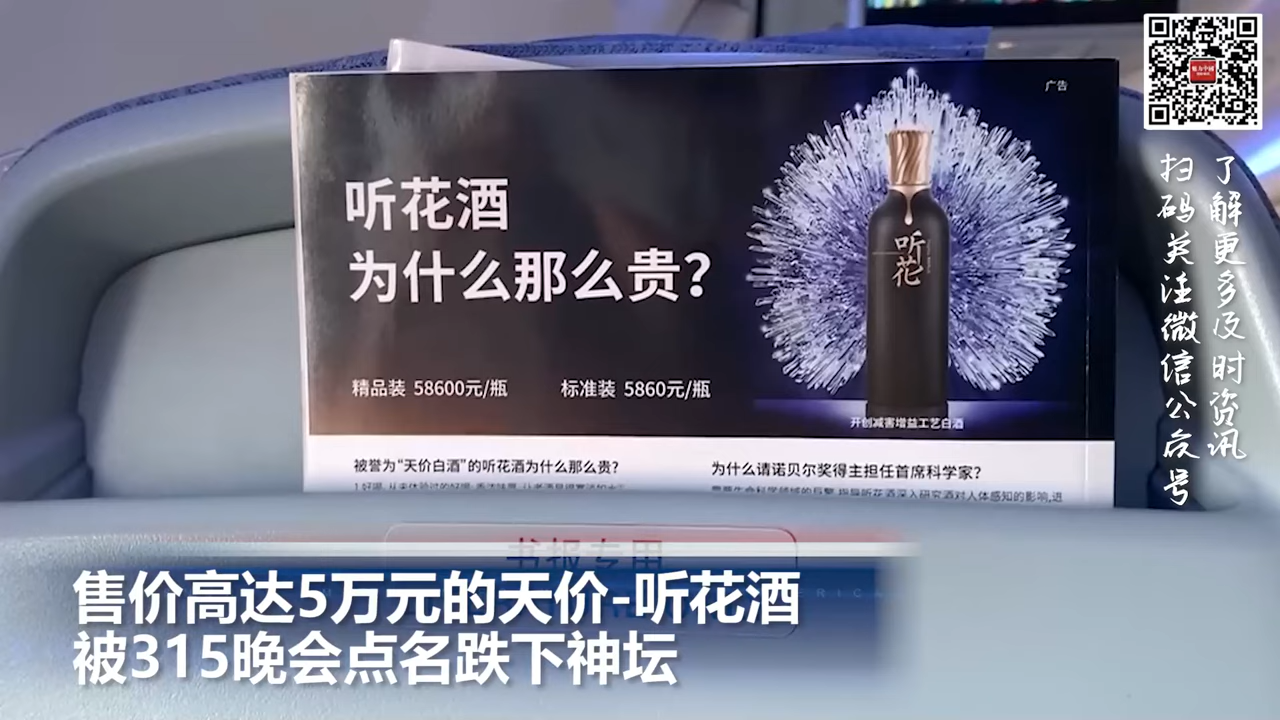 广告
听花酒
为什么那么贵？
听花
精品装 58600元/瓶
标准装 5860元/瓶
开创减害增益工艺白酒
被誉为“天价白酒”的听花酒为什么那么贵？
为什么请诺贝尔奖得主担任首席科学家？
书报专用
了解更多及时资讯
扫码关注微信公众号
售价高达5万元的天价-听花酒
被315晚会点名跌下神坛